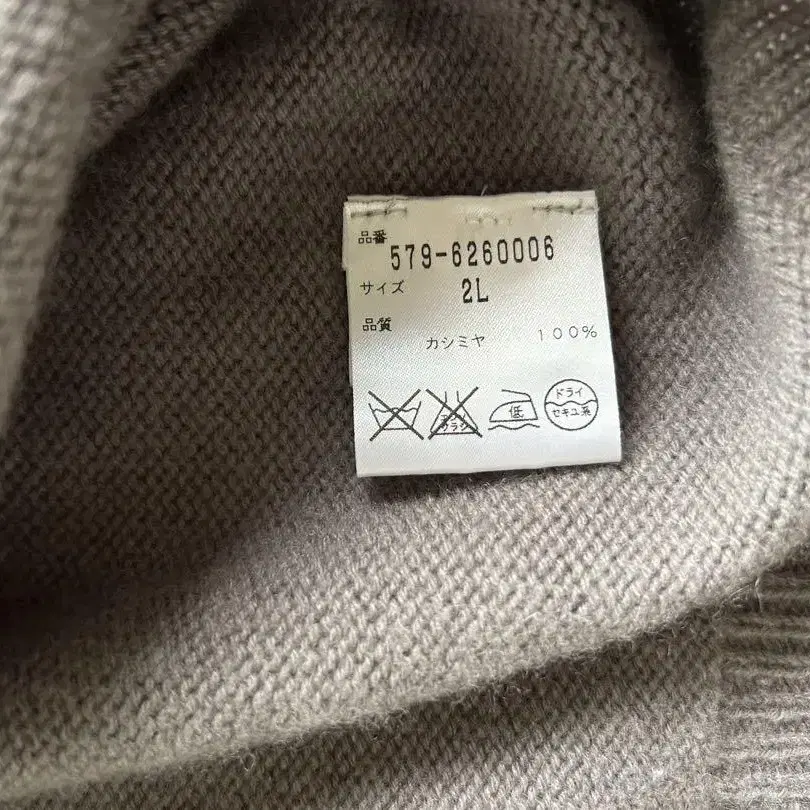 品番
579-6260006
サイズ 2L
品質
カシミヤ 100%
低
ドライ
セキユ系